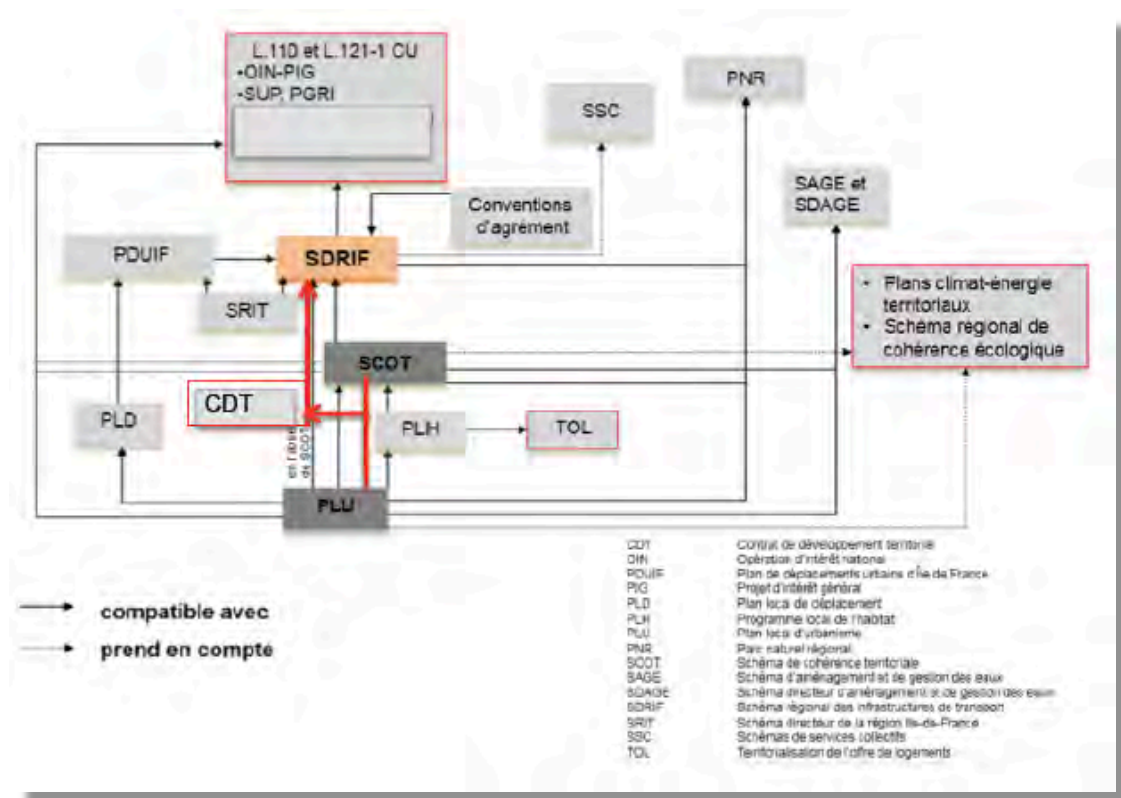 L.110 et L.121-1 CU
•OIN-PIG
•SUP, PGRI
PNR
SSC
SAGE et
SDAGE
Conventions
d'agrément
PDUIF
SDRIF
SRIT
• Plans climat-énergie
territoriaux
• Schéma régional de
cohérence écologique
SCOT
CDT
PLD
PLH
TOL
en l'abse
de SCOT
PLU
compatible avec
prend en compte
CDT Contrat de développement territorial
OIN Opération d'intérêt national
PDUIF Plan de déplacements urbains d'Île de France
PIG Projet d'intérêt général
PLD Plan local de déplacement
PLH Programme local de l'habitat
PLU Plan local d'urbanisme
PNR Parc naturel régional
SCOT Schéma de cohérence territoriale
SAGE Schéma d'aménagement et de gestion des eaux
SDAGE Schéma directeur d'aménagement et de gestion des eaux
SDRIF Schéma régional des infrastructures de transport
SRIT Schéma directeur de la région Ile-de-France
SSC Schémas de services collectifs
TOL Territorialisation de l'offre de logements